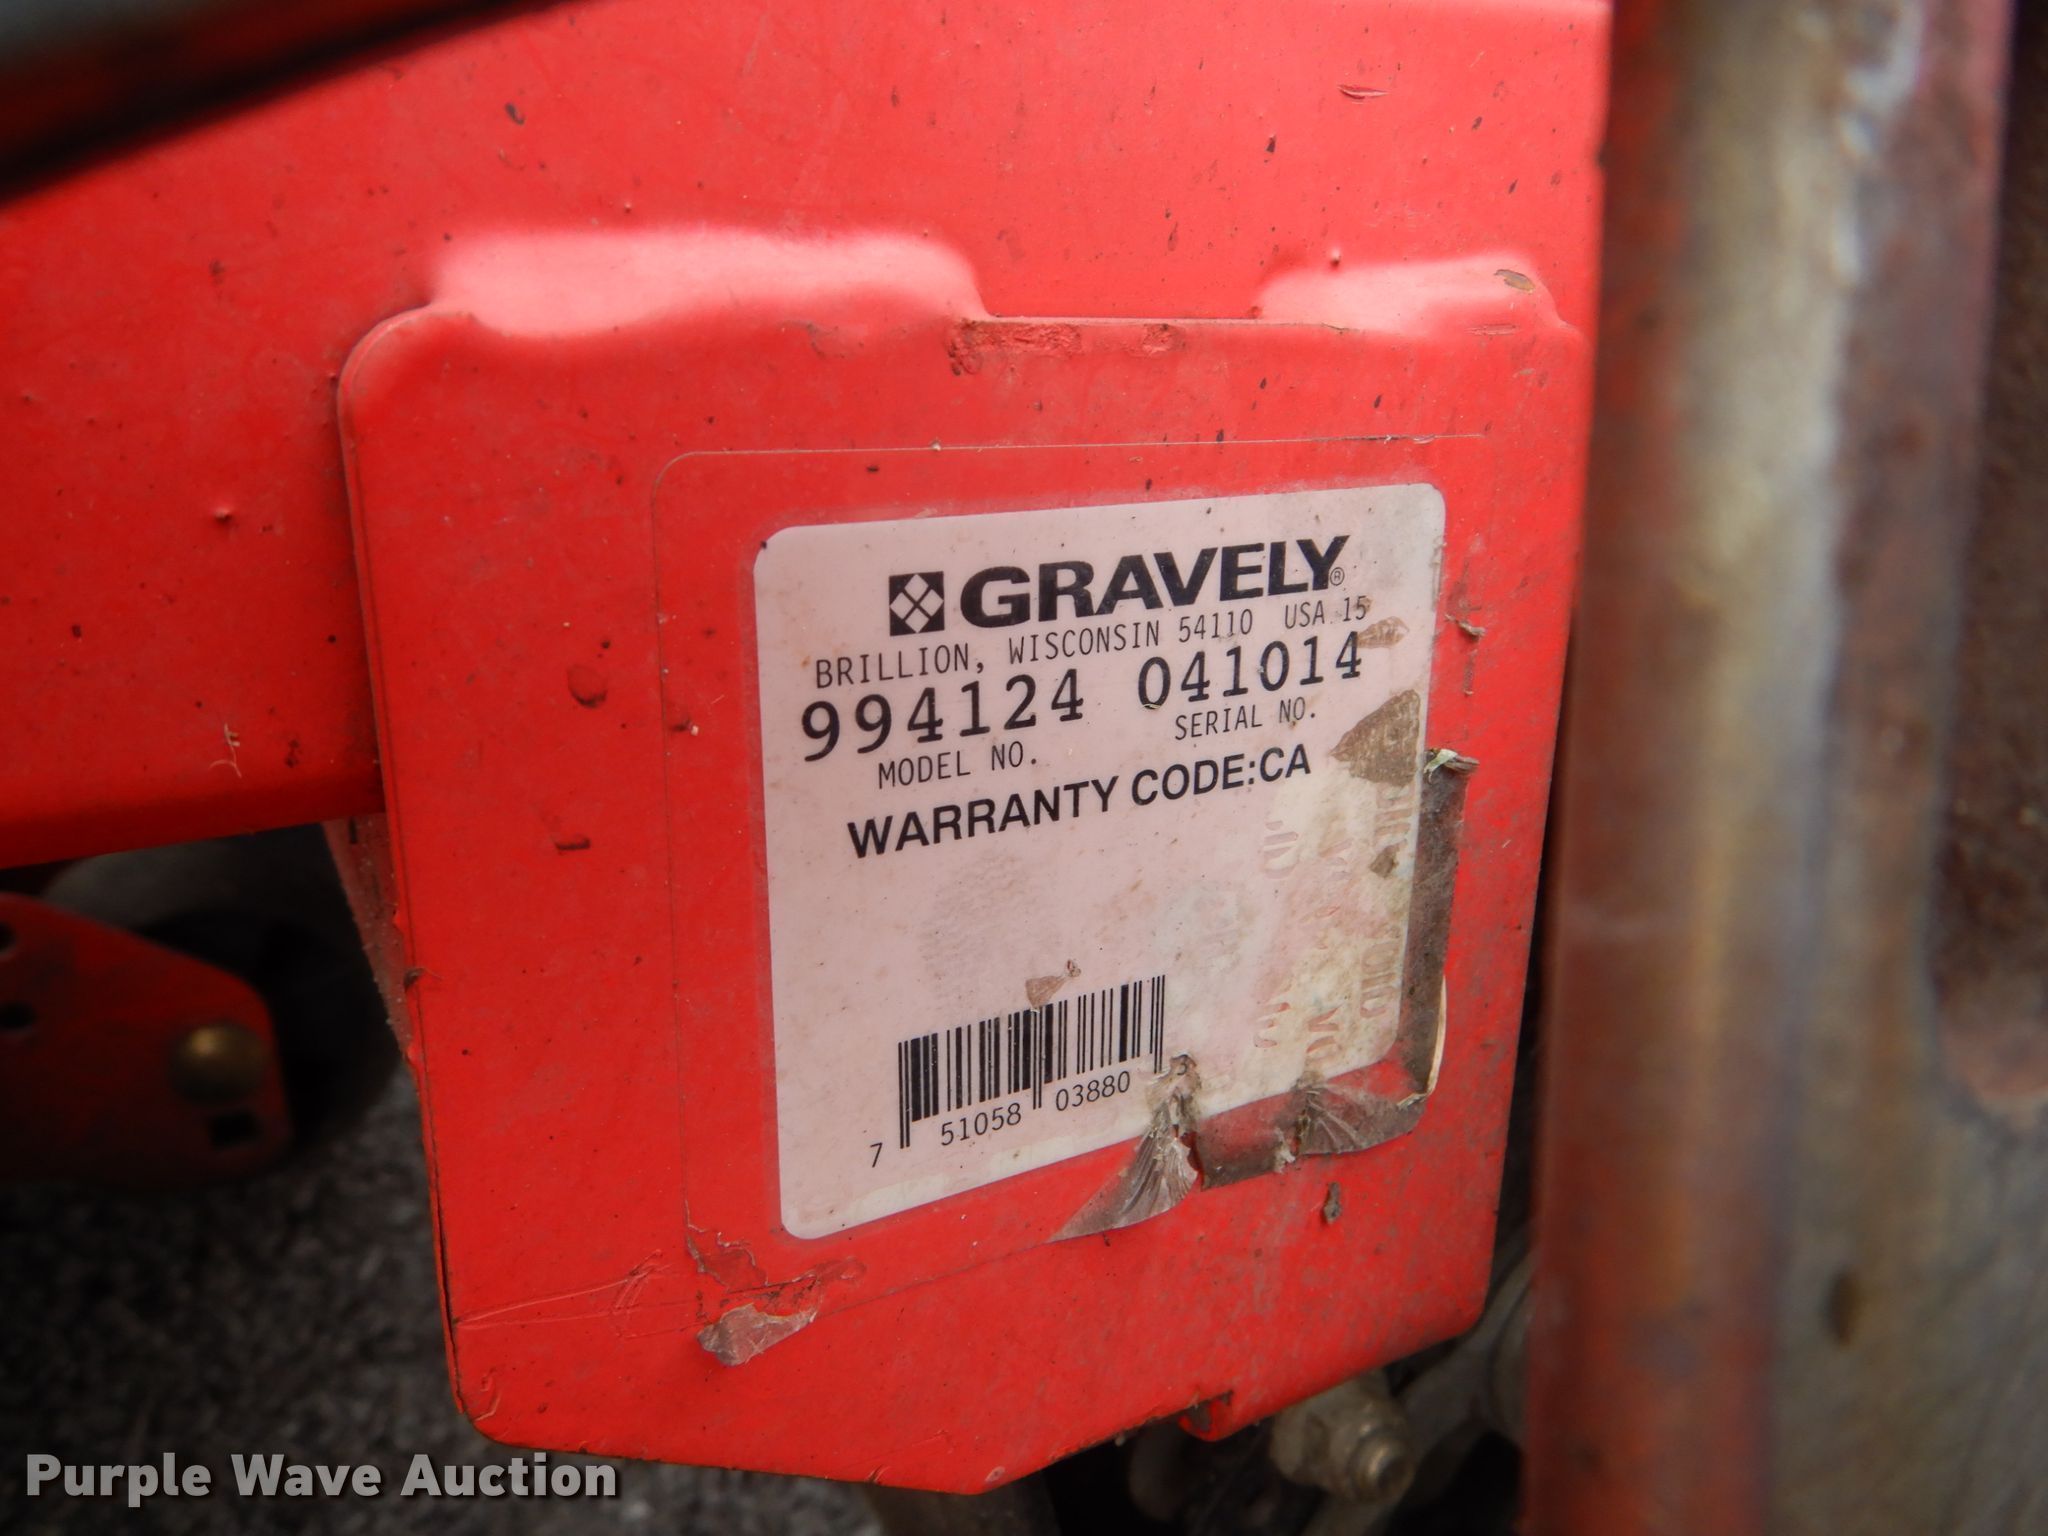 GRAVELY®
BRILLION, WISCONSIN 54110 USA 15
994124 041014
MODEL NO. SERIAL NO.
WARRANTY CODE:CA
7 51058 03880 3
Purple Wave Auction